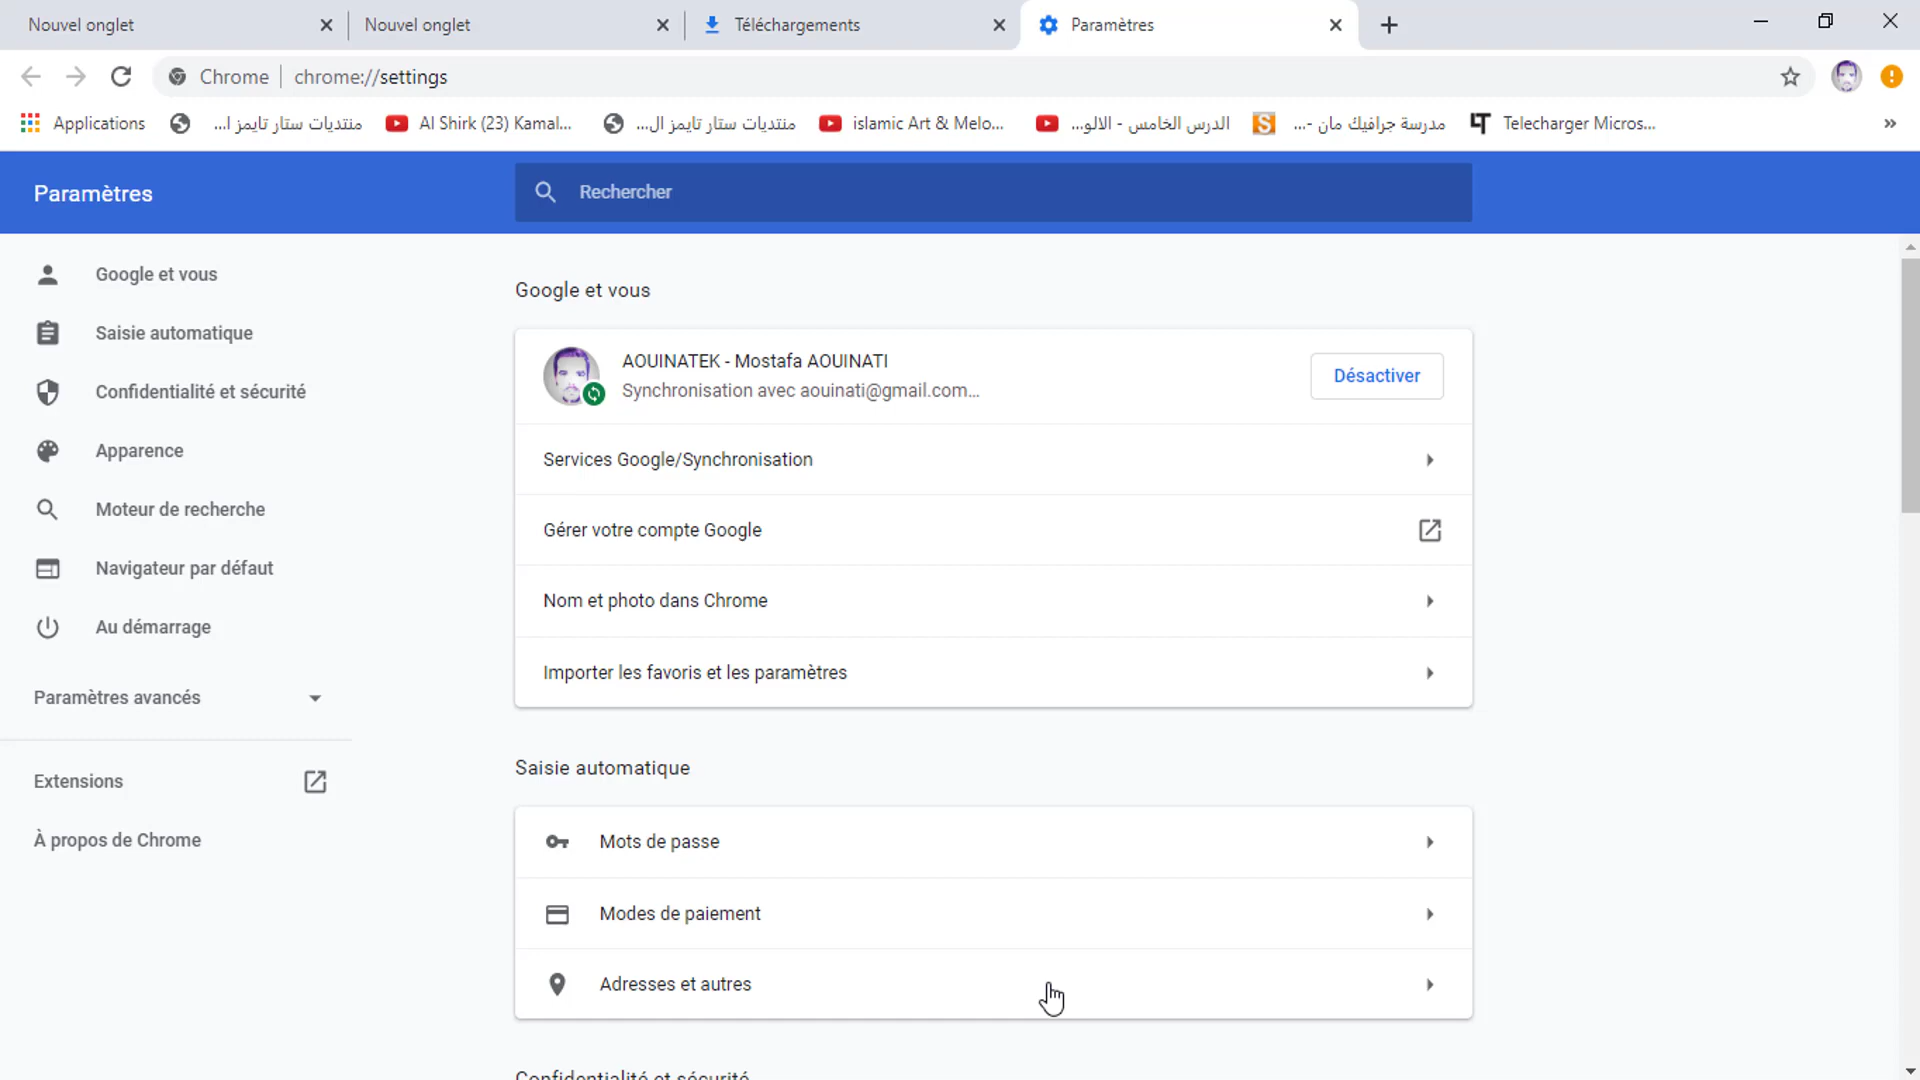 Nouvel onglet
Nouvel onglet
Téléchargements
Paramètres
Chrome
chrome://settings
Applications
منتديات ستار تايمز ا...
Al Shirk (23) Kamal...
منتديات ستار تايمز ال...
islamic Art & Melo...
الدرس الخامس - الالو...
مدرسة جرافيك مان -...
Telecharger Micros...
»
Paramètres
Rechercher
Google et vous
Saisie automatique
Confidentialité et sécurité
Apparence
Moteur de recherche
Navigateur par défaut
Au démarrage
Paramètres avancés
Extensions
À propos de Chrome
Google et vous
AOUINATEK - Mostafa AOUINATI
Synchronisation avec aouinati@gmail.com...
Désactiver
Services Google/Synchronisation
Gérer votre compte Google
Nom et photo dans Chrome
Importer les favoris et les paramètres
Saisie automatique
Mots de passe
Modes de paiement
Adresses et autres
Confidentialité et sécurité